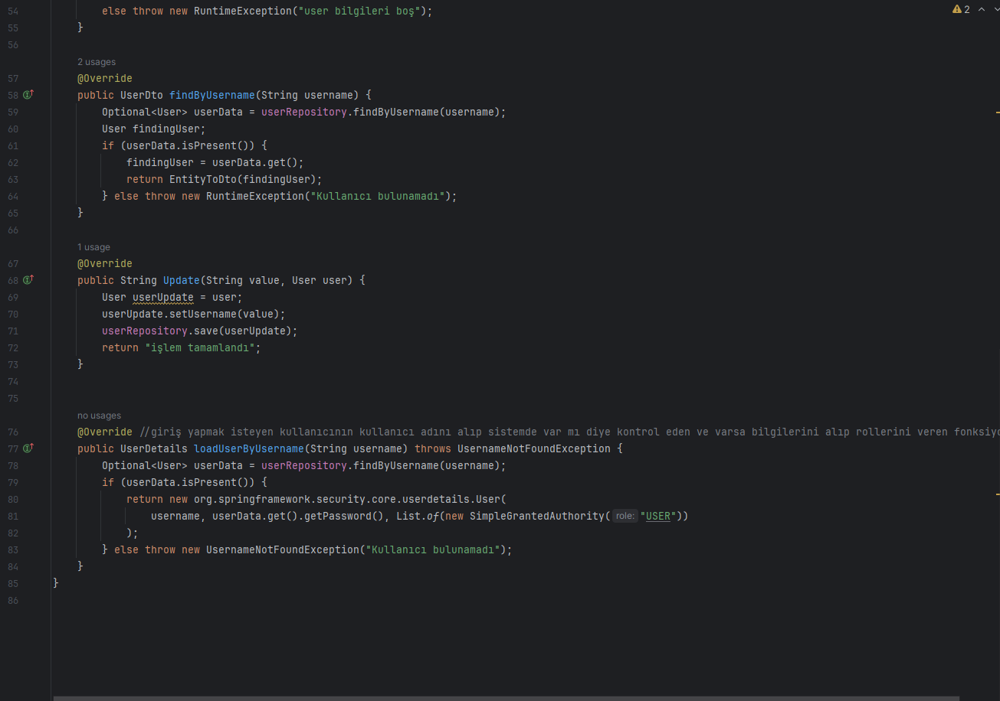 54 else throw new RuntimeException("user bilgileri boş");
2
55 }
56
2 usages
57 @Override
58 public UserDto findByUsername(String username) {
59 Optional<User> userData = userRepository.findByUsername(username);
60 User findingUser;
61 if (userData.isPresent()) {
62 findingUser = userData.get();
63 return EntityToDto(findingUser);
64 } else throw new RuntimeException("Kullanıcı bulunamadı");
65 }
66
1 usage
67 @Override
68 public String Update(String value, User user) {
69 User userUpdate = user;
70 userUpdate.setUsername(value);
71 userRepository.save(userUpdate);
72 return "işlem tamamlandı";
73 }
74
75
no usages
76 @Override //giriş yapmak isteyen kullanıcının kullanıcı adını alıp sistemde var mı diye kontrol eden ve varsa bilgilerini alıp rollerini veren fonksiyo
77 public UserDetails loadUserByUsername(String username) throws UsernameNotFoundException {
78 Optional<User> userData = userRepository.findByUsername(username);
79 if (userData.isPresent()) {
80 return new org.springframework.security.core.userdetails.User(
81 username, userData.get().getPassword(), List.of(new SimpleGrantedAuthority( role: "USER"))
82 );
83 } else throw new UsernameNotFoundException("Kullanıcı bulunamadı");
84 }
85 }
86